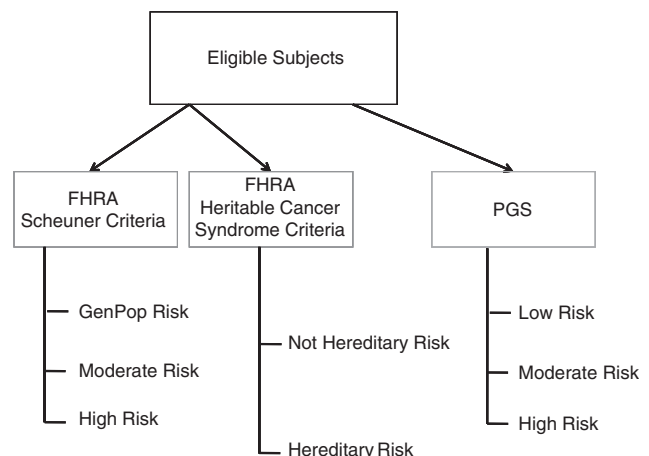 Eligible Subjects
FHRA
Scheuner Criteria
FHRA
Heritable Cancer
Syndrome Criteria
PGS
GenPop Risk
Moderate Risk
High Risk
Not Hereditary Risk
Hereditary Risk
Low Risk
Moderate Risk
High Risk